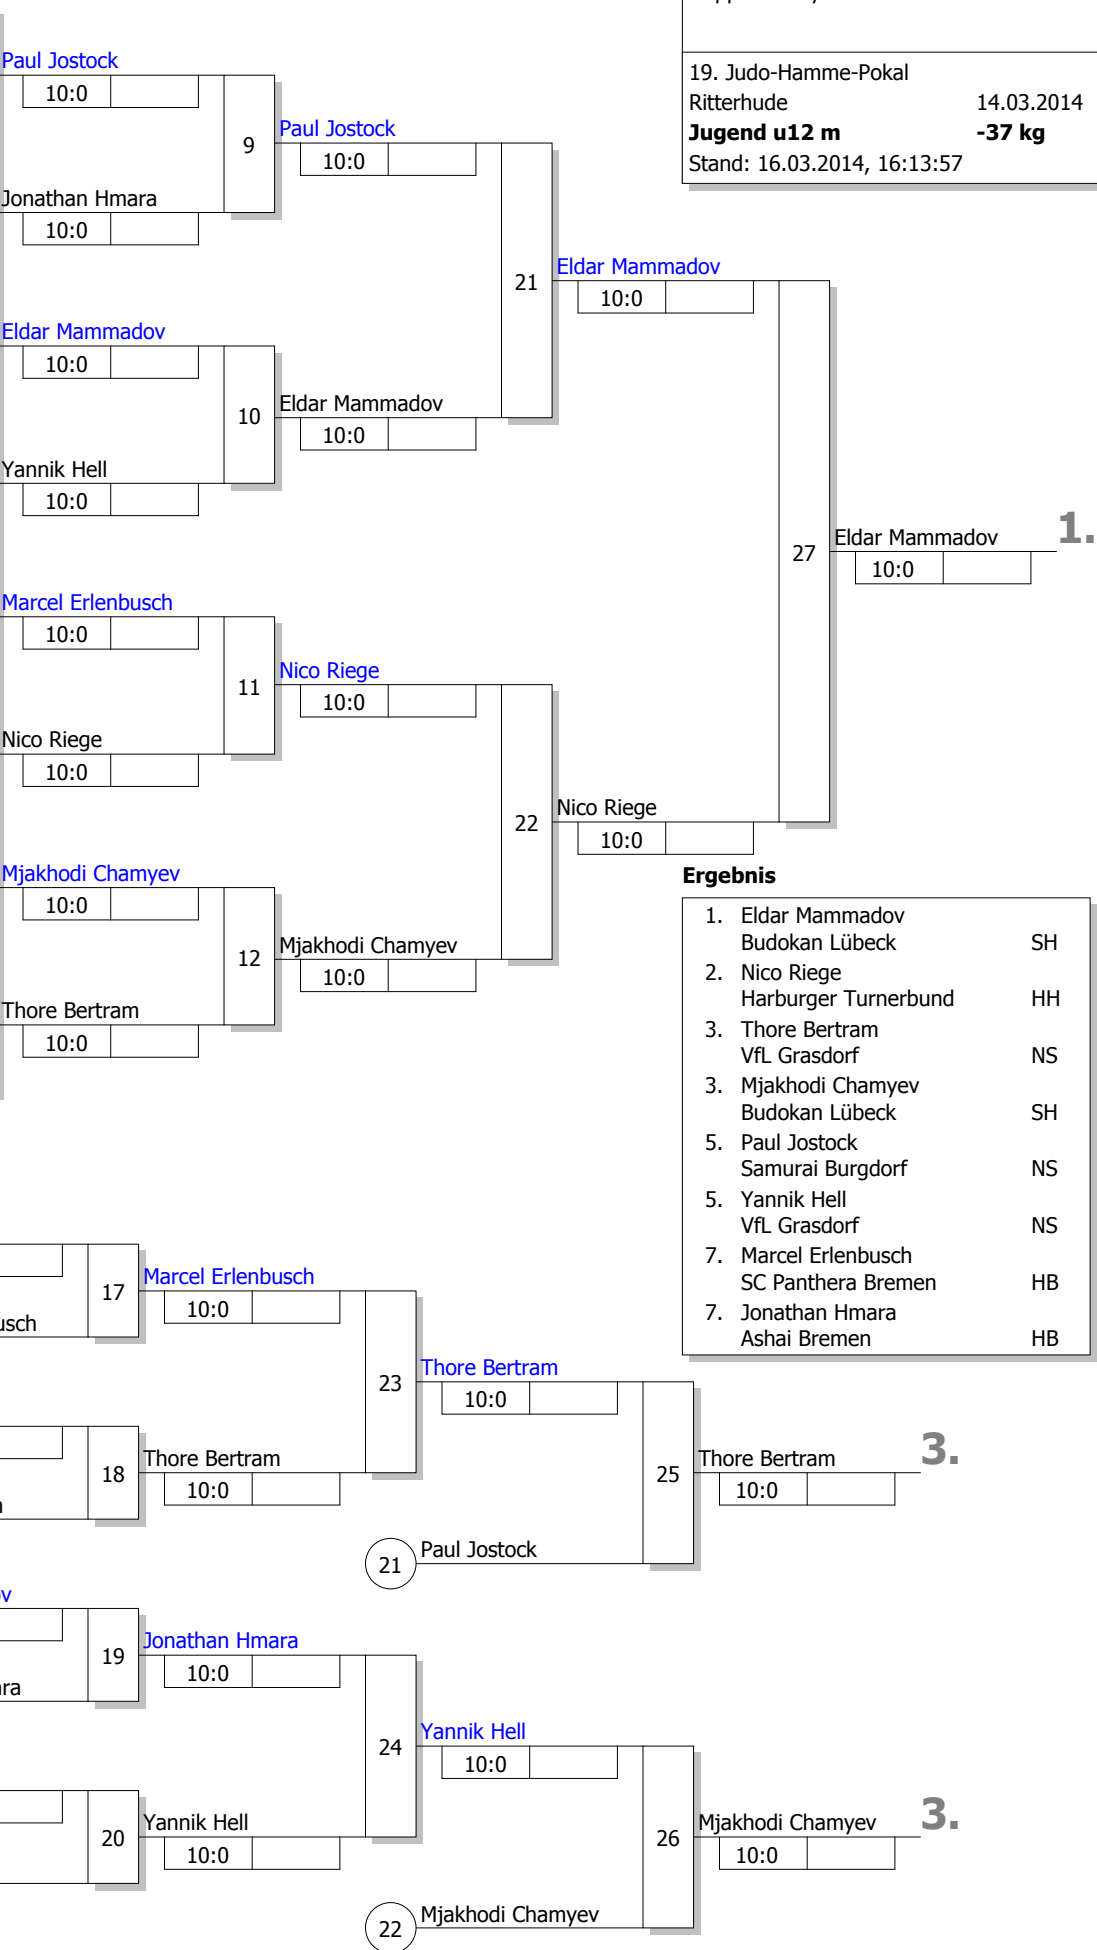 19. Judo-Hamme-Pokal
Ritterhude 14.03.2014
Jugend u12 m -37 kg
Stand: 16.03.2014, 16:13:57
Paul Jostock
10:0
9
Paul Jostock
10:0
Jonathan Hmara
10:0
21
Eldar Mammadov
10:0
Eldar Mammadov
10:0
10
Eldar Mammadov
10:0
Yannik Hell
10:0
27
Eldar Mammadov
10:0
1.
Marcel Erlenbusch
10:0
11
Nico Riege
10:0
Nico Riege
10:0
22
Nico Riege
10:0
Mjakhodi Chamyev
10:0
12
Mjakhodi Chamyev
10:0
Thore Bertram
10:0
Ergebnis
1. Eldar Mammadov
Budokan Lübeck SH
2. Nico Riege
Harburger Turnerbund HH
3. Thore Bertram
VfL Grasdorf NS
3. Mjakhodi Chamyev
Budokan Lübeck SH
5. Paul Jostock
Samurai Burgdorf NS
5. Yannik Hell
VfL Grasdorf NS
7. Marcel Erlenbusch
SC Panthera Bremen HB
7. Jonathan Hmara
Ashai Bremen HB
17
usch
Marcel Erlenbusch
10:0
23
Thore Bertram
10:0
18
Thore Bertram
10:0
25
Thore Bertram
10:0
3.
21
Paul Jostock
19
Jonathan Hmara
10:0
ara
24
Yannik Hell
10:0
20
Yannik Hell
10:0
26
Mjakhodi Chamyev
10:0
3.
22
Mjakhodi Chamyev